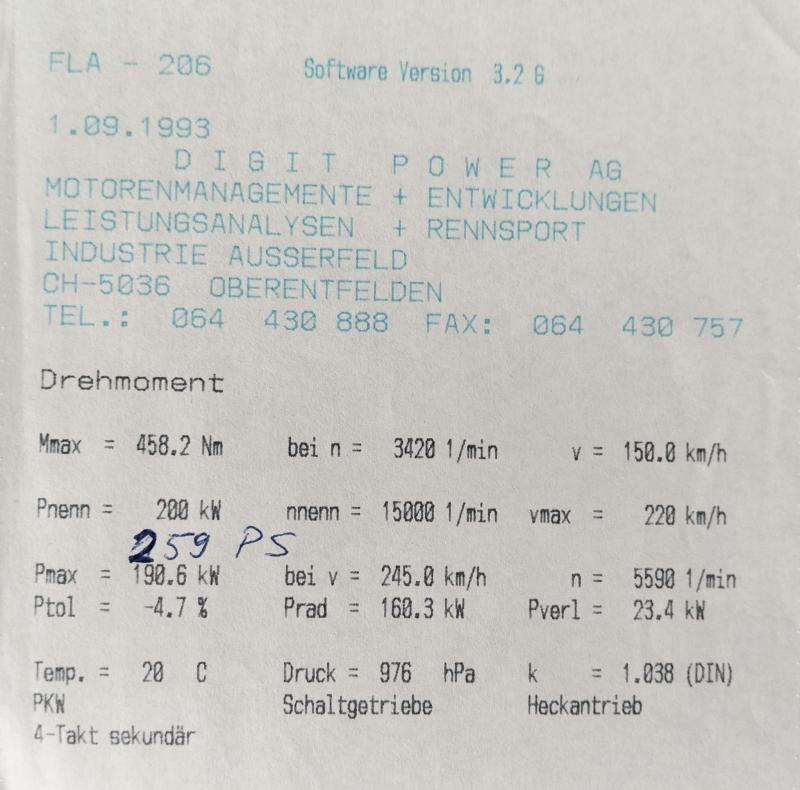 FLA - 206 Software Version 3.2 G
1.09.1993
D I G I T P O W E R AG
MOTORENMANAGEMENTE + ENTWICKLUNGEN
LEISTUNGSANALYSEN + RENNSPORT
INDUSTRIE AUSSERFELD
CH-5036 OBERENTFELDEN
TEL.: 064 430 888 FAX: 064 430 757
Drehmoment
Mmax = 458.2 Nm bei n = 3420 1/min v = 150.0 km/h
Pnenn = 200 kW nnenn = 15000 1/min vmax = 220 km/h
259 PS
Pmax = 190.6 kW bei v = 245.0 km/h n = 5590 1/min
Ptol = -4.7 % Prad = 160.3 kW Pverl = 23.4 kW
Temp. = 20 C Druck = 976 hPa k = 1.038 (DIN)
PKW Schaltgetriebe Heckantrieb
4-Takt sekundär